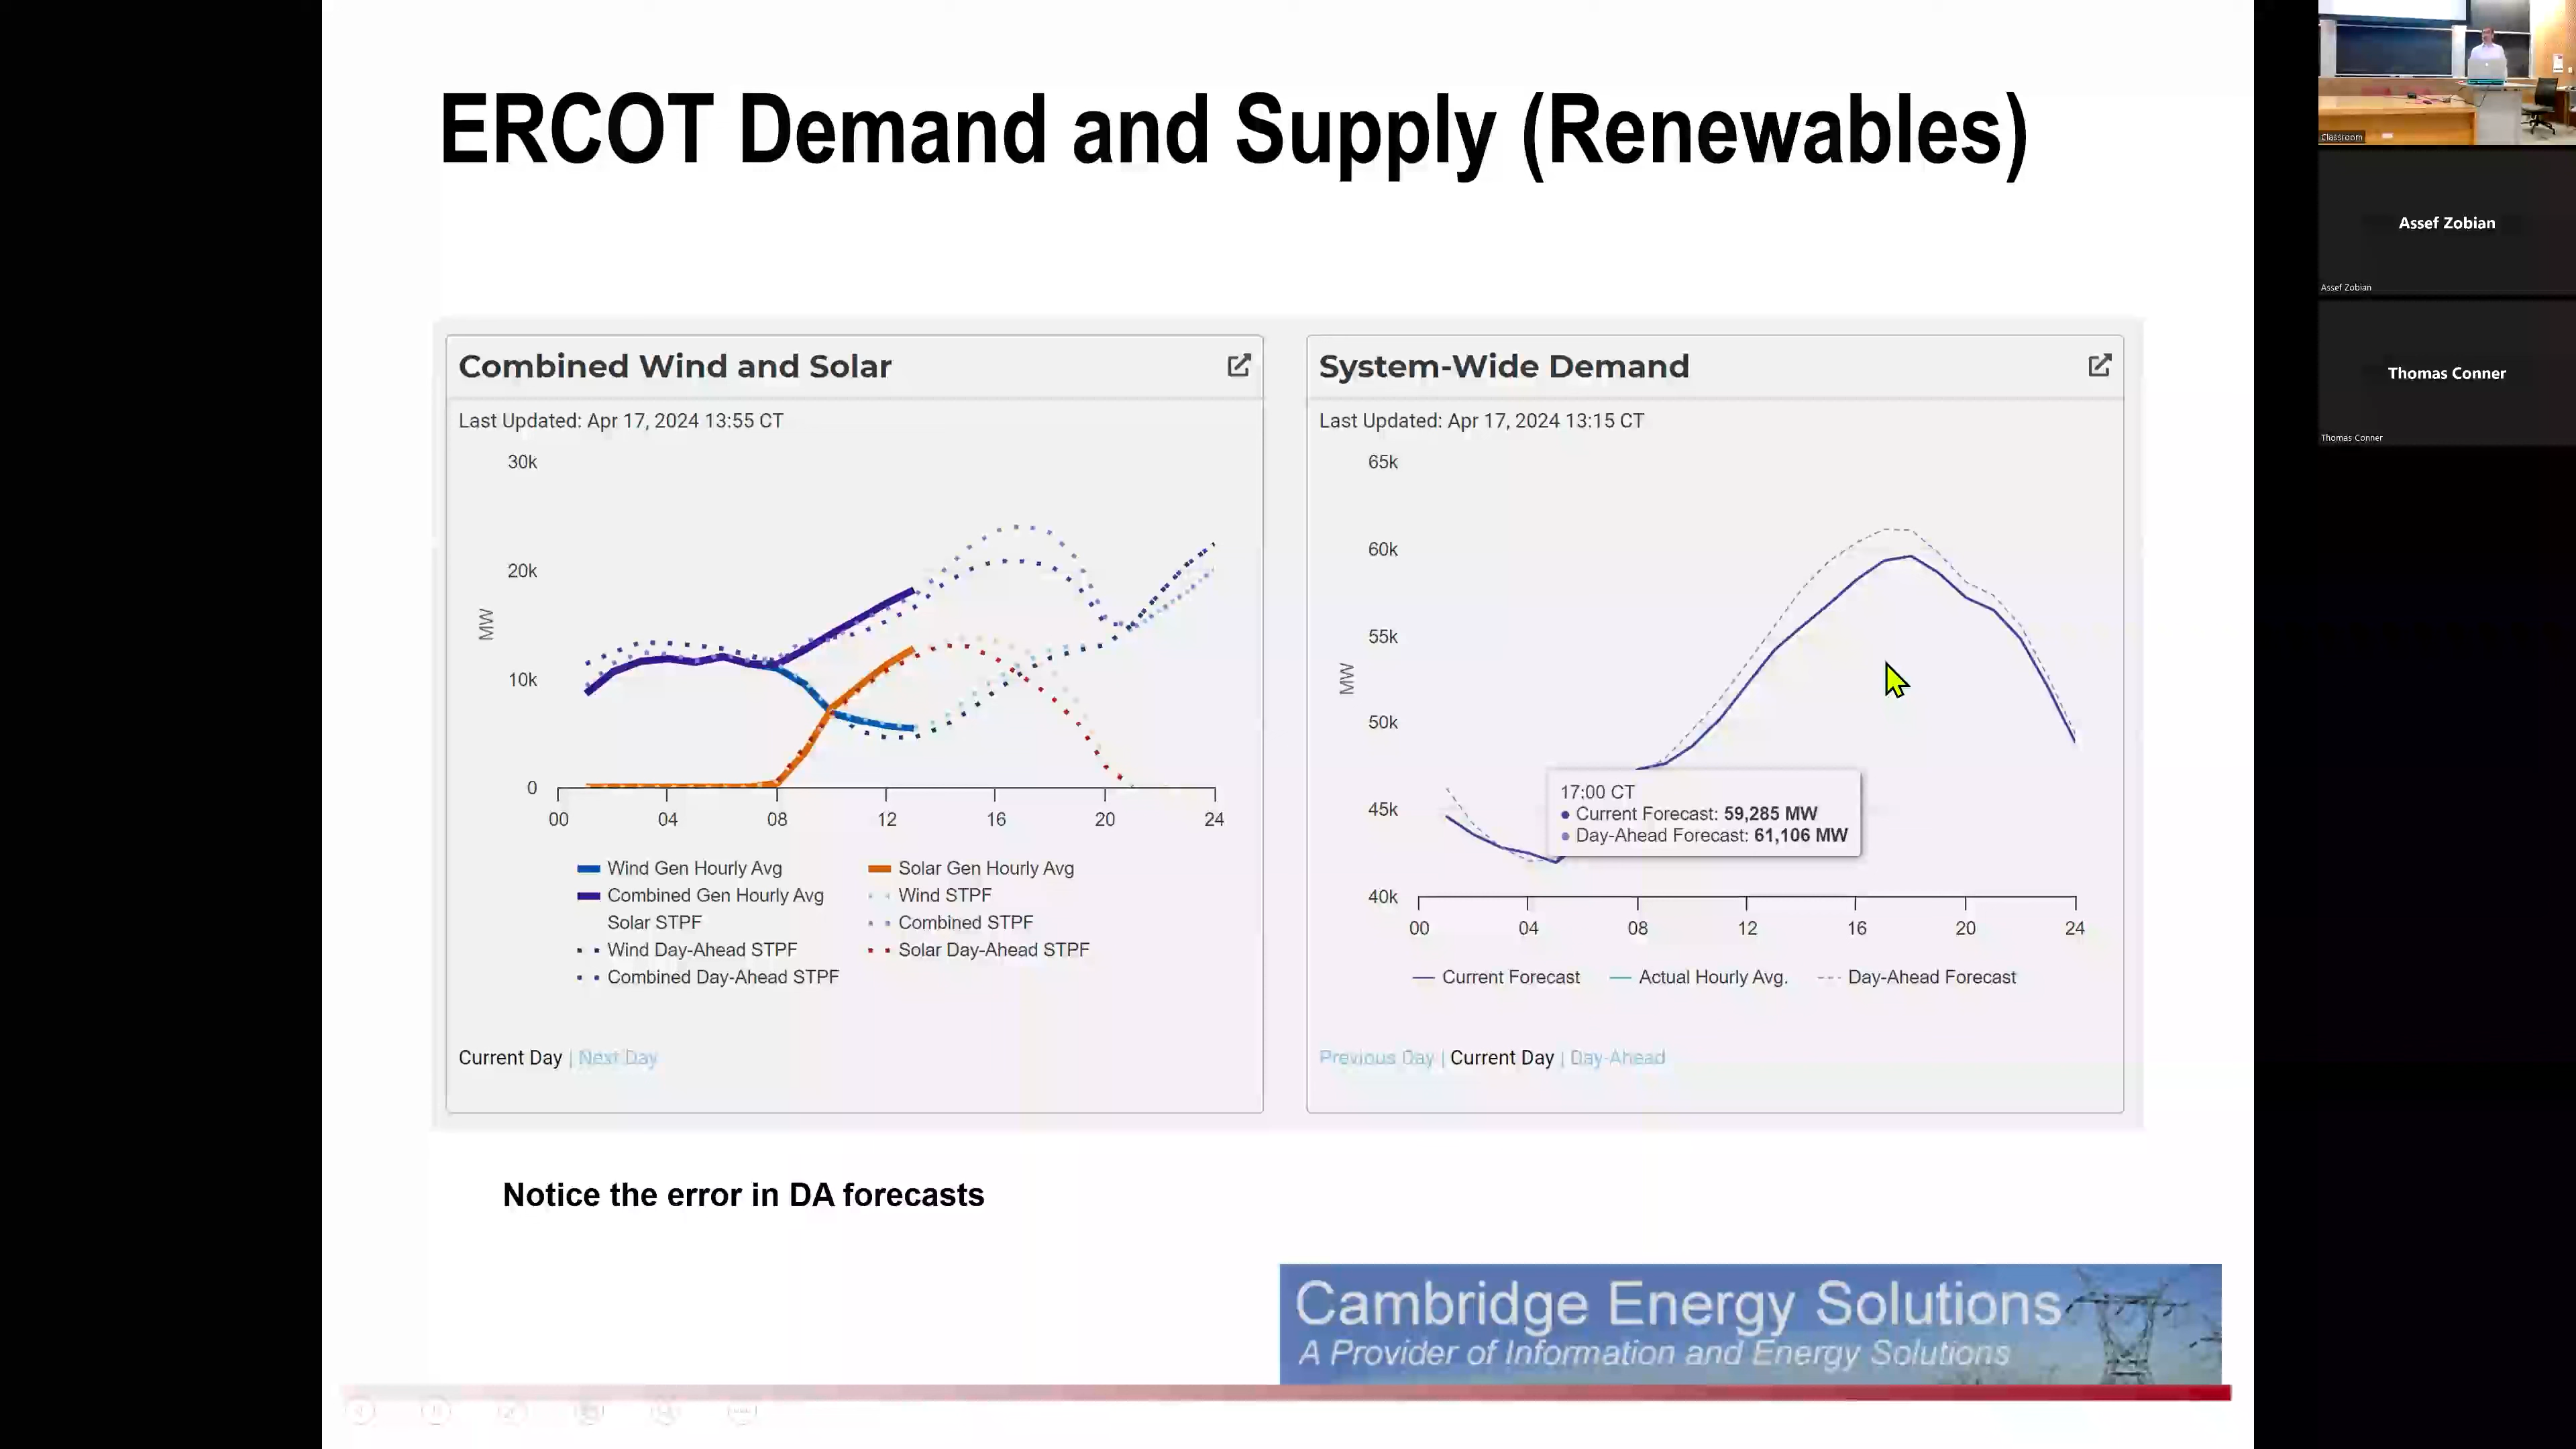 ERCOT Demand and Supply (Renewables)
Combined Wind and Solar
Last Updated: Apr 17, 2024 13:55 CT
30k
20k
10k
0
MW
00 04 08 12 16 20 24
Wind Gen Hourly Avg
Solar Gen Hourly Avg
Combined Gen Hourly Avg
Wind STPF
Solar STPF
Combined STPF
Wind Day-Ahead STPF
Solar Day-Ahead STPF
Combined Day-Ahead STPF
Current Day | Next Day
System-Wide Demand
Last Updated: Apr 17, 2024 13:15 CT
65k
60k
55k
50k
45k
40k
MW
17:00 CT
Current Forecast: 59,285 MW
Day-Ahead Forecast: 61,106 MW
00 04 08 12 16 20 24
Current Forecast Actual Hourly Avg. Day-Ahead Forecast
Previous Day | Current Day | Day-Ahead
Notice the error in DA forecasts
Cambridge Energy Solutions
A Provider of Information and Energy Solutions
Classroom
Assef Zobian
Assef Zobian
Thomas Conner
Thomas Conner